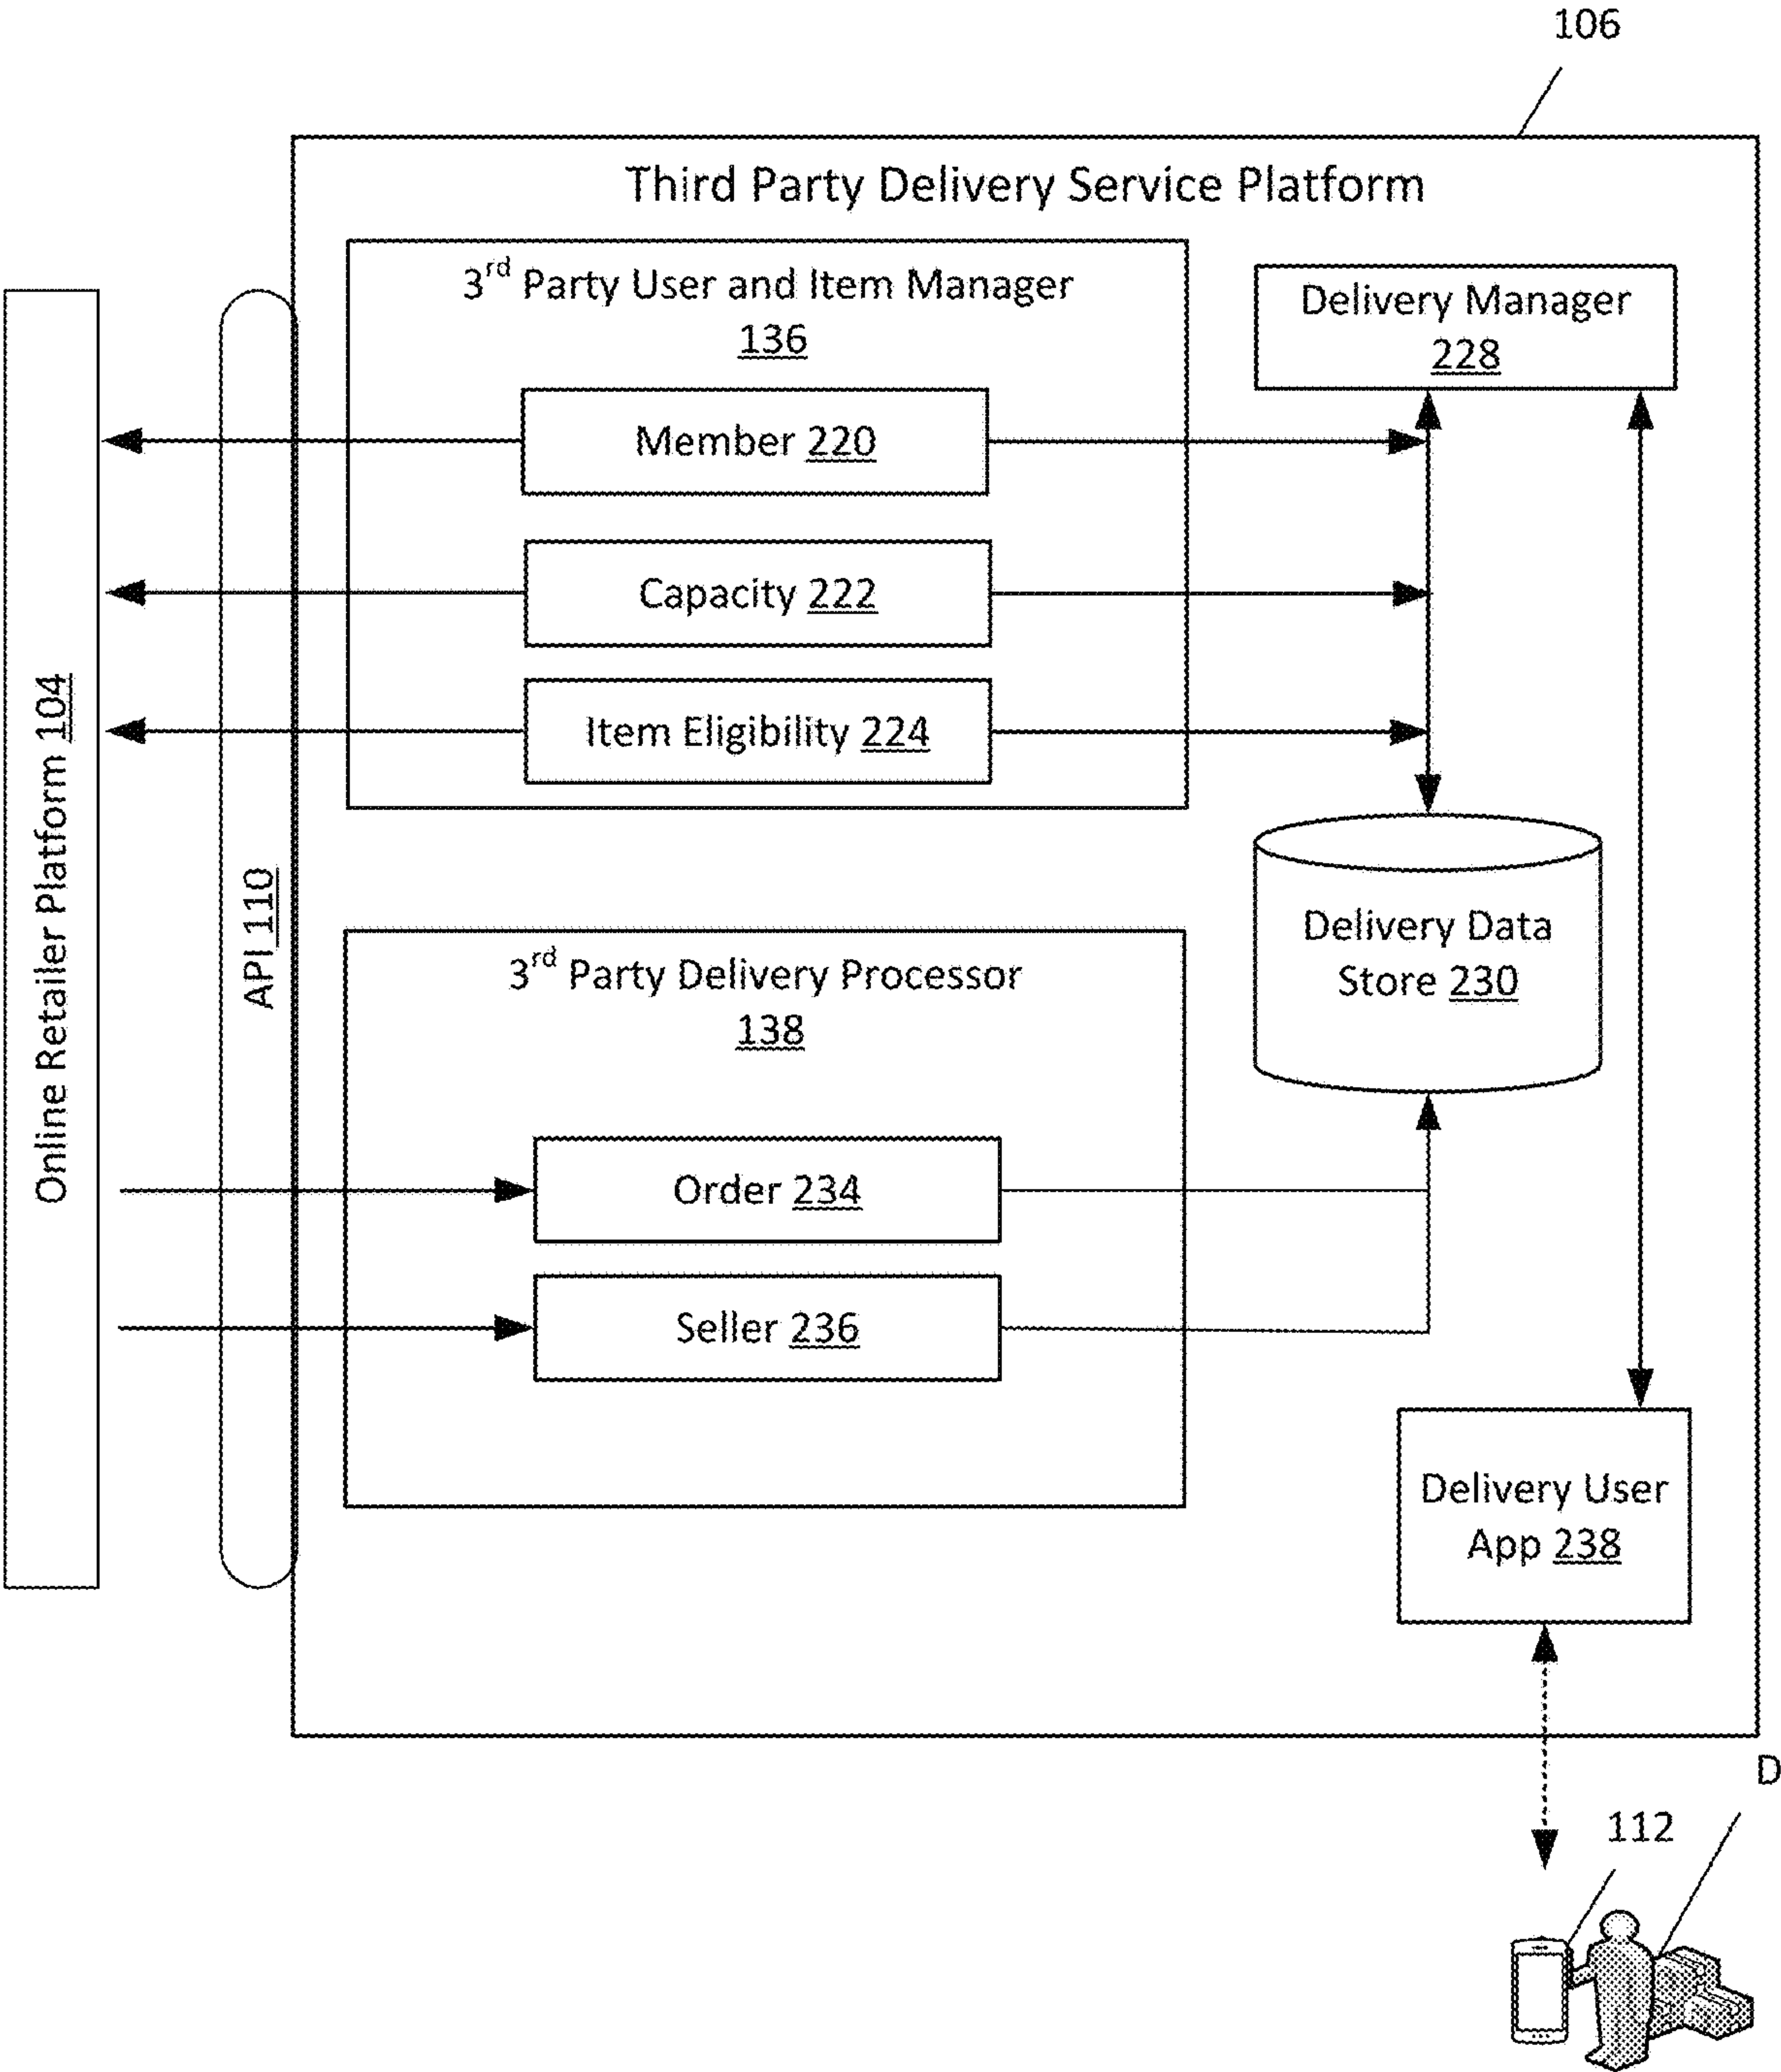 106
Third Party Delivery Service Platform
3rd Party User and Item Manager
136
Delivery Manager
228
Member 220
Capacity 222
Item Eligibility 224
Online Retailer Platform 104
API 110
Delivery Data
Store 230
3rd Party Delivery Processor
138
Order 234
Seller 236
Delivery User
App 238
D
112